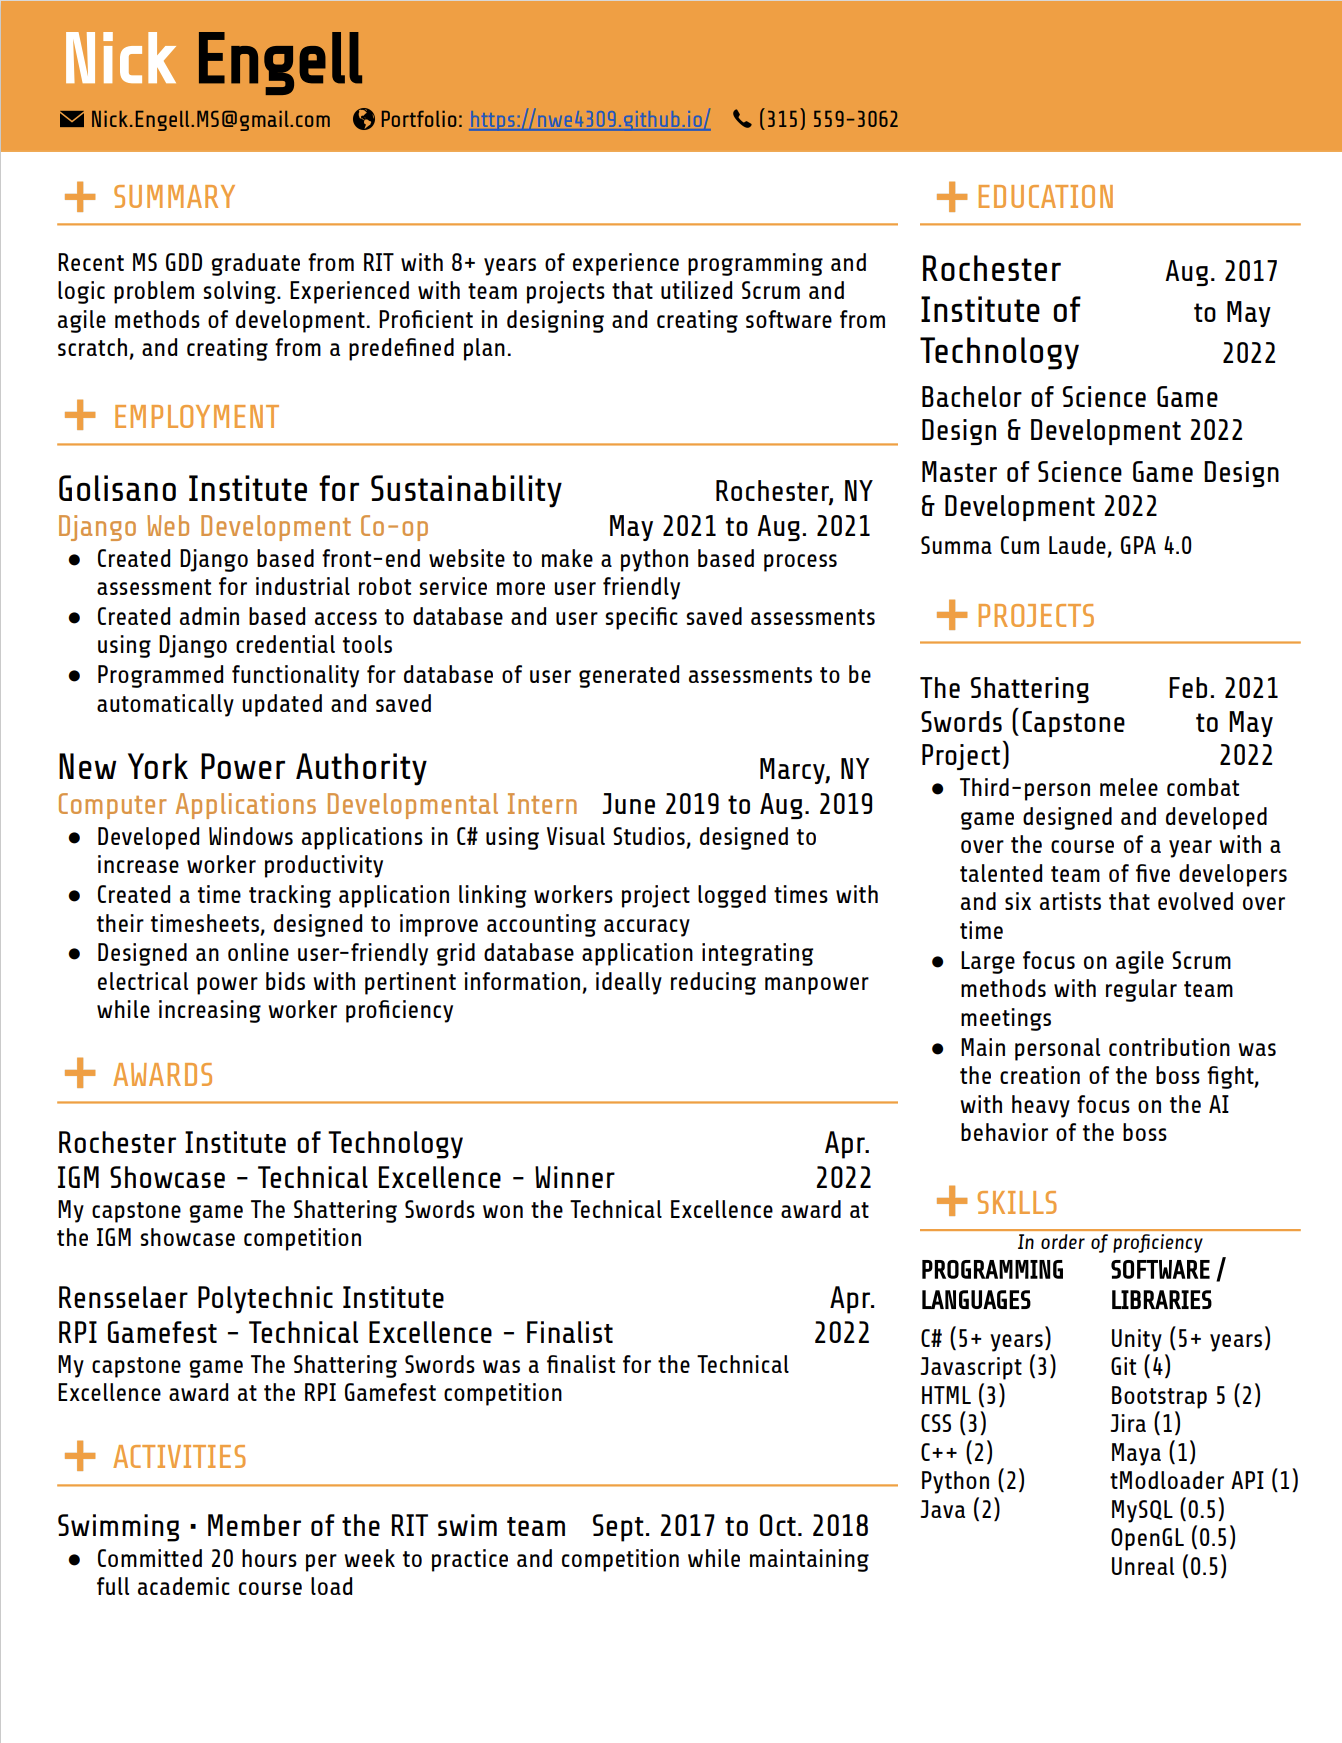 Nick Engell
Nick.Engell.MS@gmail.com Portfolio: https://nwe4309.github.io/ (315) 559-3062
SUMMARY
Recent MS GDD graduate from RIT with 8+ years of experience programming and
logic problem solving. Experienced with team projects that utilized Scrum and
agile methods of development. Proficient in designing and creating software from
scratch, and creating from a predefined plan.
EMPLOYMENT
Golisano Institute for Sustainability Rochester, NY
Django Web Development Co-op May 2021 to Aug. 2021
● Created Django based front-end website to make a python based process
assessment for industrial robot service more user friendly
● Created admin based access to database and user specific saved assessments
using Django credential tools
● Programmed functionality for database of user generated assessments to be
automatically updated and saved
New York Power Authority Marcy, NY
Computer Applications Developmental Intern June 2019 to Aug. 2019
● Developed Windows applications in C# using Visual Studios, designed to
increase worker productivity
● Created a time tracking application linking workers project logged times with
their timesheets, designed to improve accounting accuracy
● Designed an online user-friendly grid database application integrating
electrical power bids with pertinent information, ideally reducing manpower
while increasing worker proficiency
AWARDS
Rochester Institute of Technology Apr.
IGM Showcase - Technical Excellence - Winner 2022
My capstone game The Shattering Swords won the Technical Excellence award at
the IGM showcase competition
Rensselaer Polytechnic Institute Apr.
RPI Gamefest - Technical Excellence - Finalist 2022
My capstone game The Shattering Swords was a finalist for the Technical
Excellence award at the RPI Gamefest competition
ACTIVITIES
Swimming · Member of the RIT swim team Sept. 2017 to Oct. 2018
● Committed 20 hours per week to practice and competition while maintaining
full academic course load
EDUCATION
Rochester Aug. 2017
Institute of to May
Technology 2022
Bachelor of Science Game
Design & Development 2022
Master of Science Game Design
& Development 2022
Summa Cum Laude, GPA 4.0
PROJECTS
The Shattering Feb. 2021
Swords (Capstone to May
Project) 2022
● Third-person melee combat
game designed and developed
over the course of a year with a
talented team of five developers
and six artists that evolved over
time
● Large focus on agile Scrum
methods with regular team
meetings
● Main personal contribution was
the creation of the boss fight,
with heavy focus on the AI
behavior of the boss
SKILLS
In order of proficiency
PROGRAMMING
LANGUAGES
C# (5+ years)
Javascript (3)
HTML (3)
CSS (3)
C++ (2)
Python (2)
Java (2)
SOFTWARE /
LIBRARIES
Unity (5+ years)
Git (4)
Bootstrap 5 (2)
Jira (1)
Maya (1)
tModloader API (1)
MySQL (0.5)
OpenGL (0.5)
Unreal (0.5)